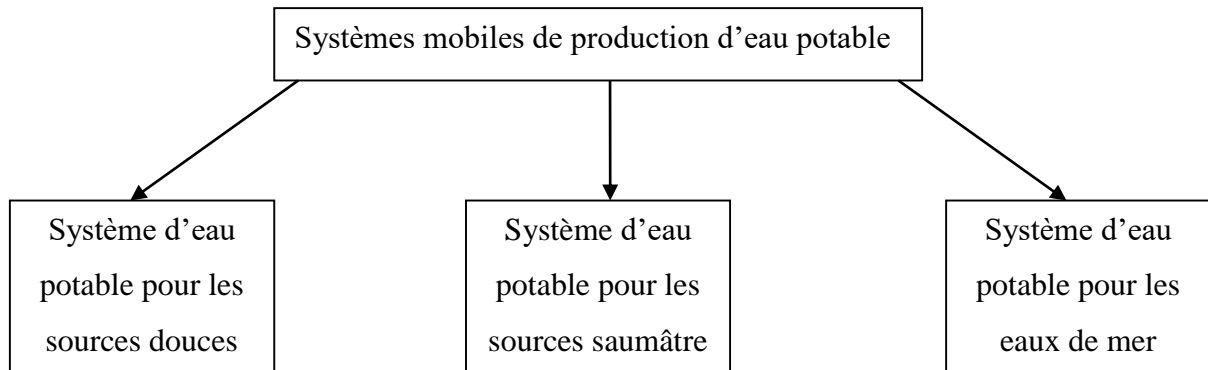 Systèmes mobiles de production d’eau potable
Système d’eau
potable pour les
sources douces
Système d’eau
potable pour les
sources saumâtre
Système d’eau
potable pour les
eaux de mer